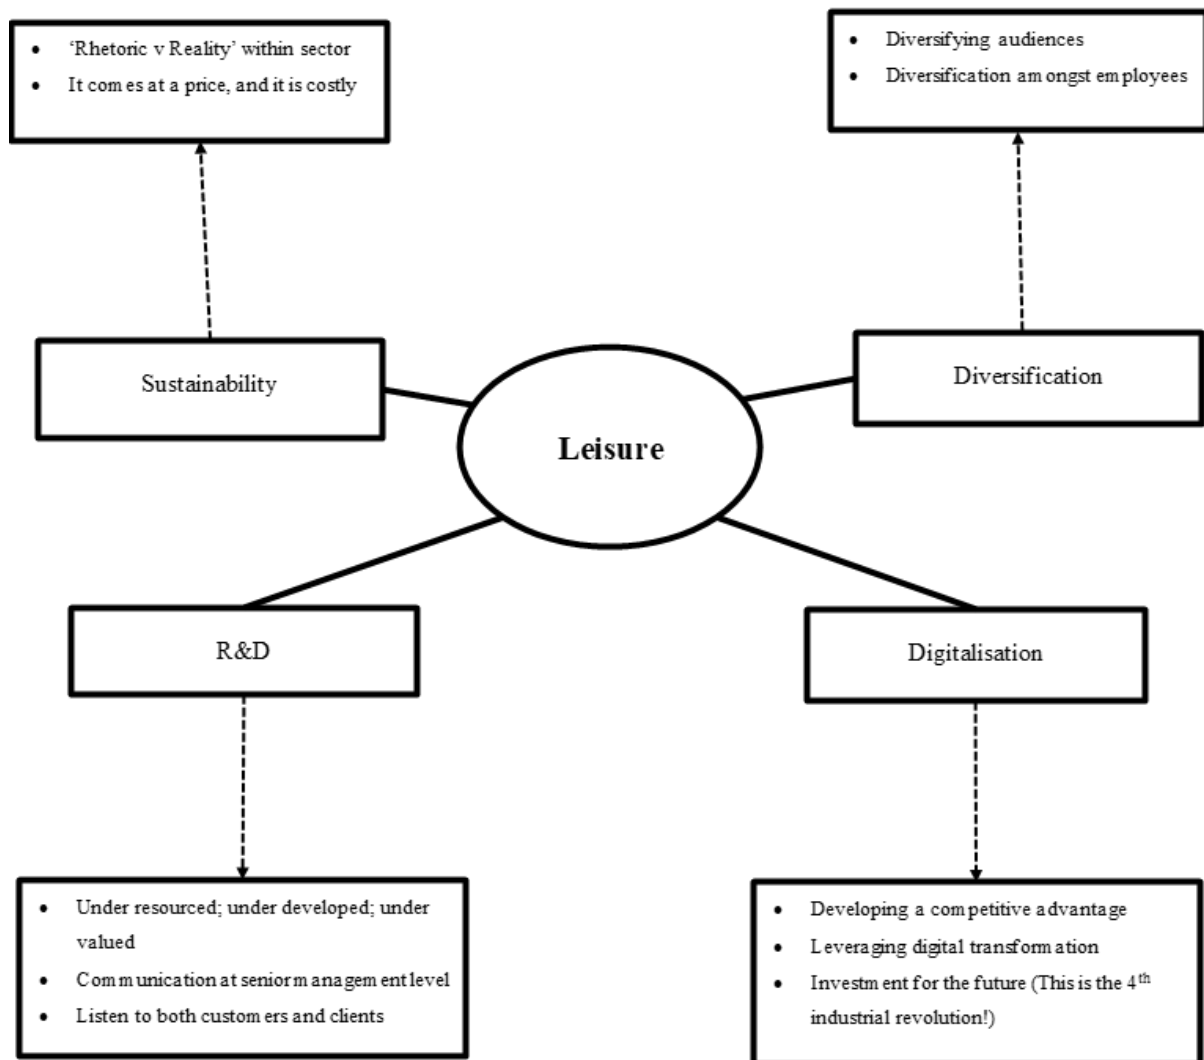 • ‘Rhetoric v Reality’ within sector
• It comes at a price, and it is costly
• Diversifying audiences
• Diversification amongst employees
Sustainability
Diversification
Leisure
R&D
Digitalisation
• Under resourced; under developed; under
valued
• Communication at senior management level
• Listen to both customers and clients
• Developing a competitive advantage
• Leveraging digital transformation
• Investment for the future (This is the 4th
industrial revolution!)